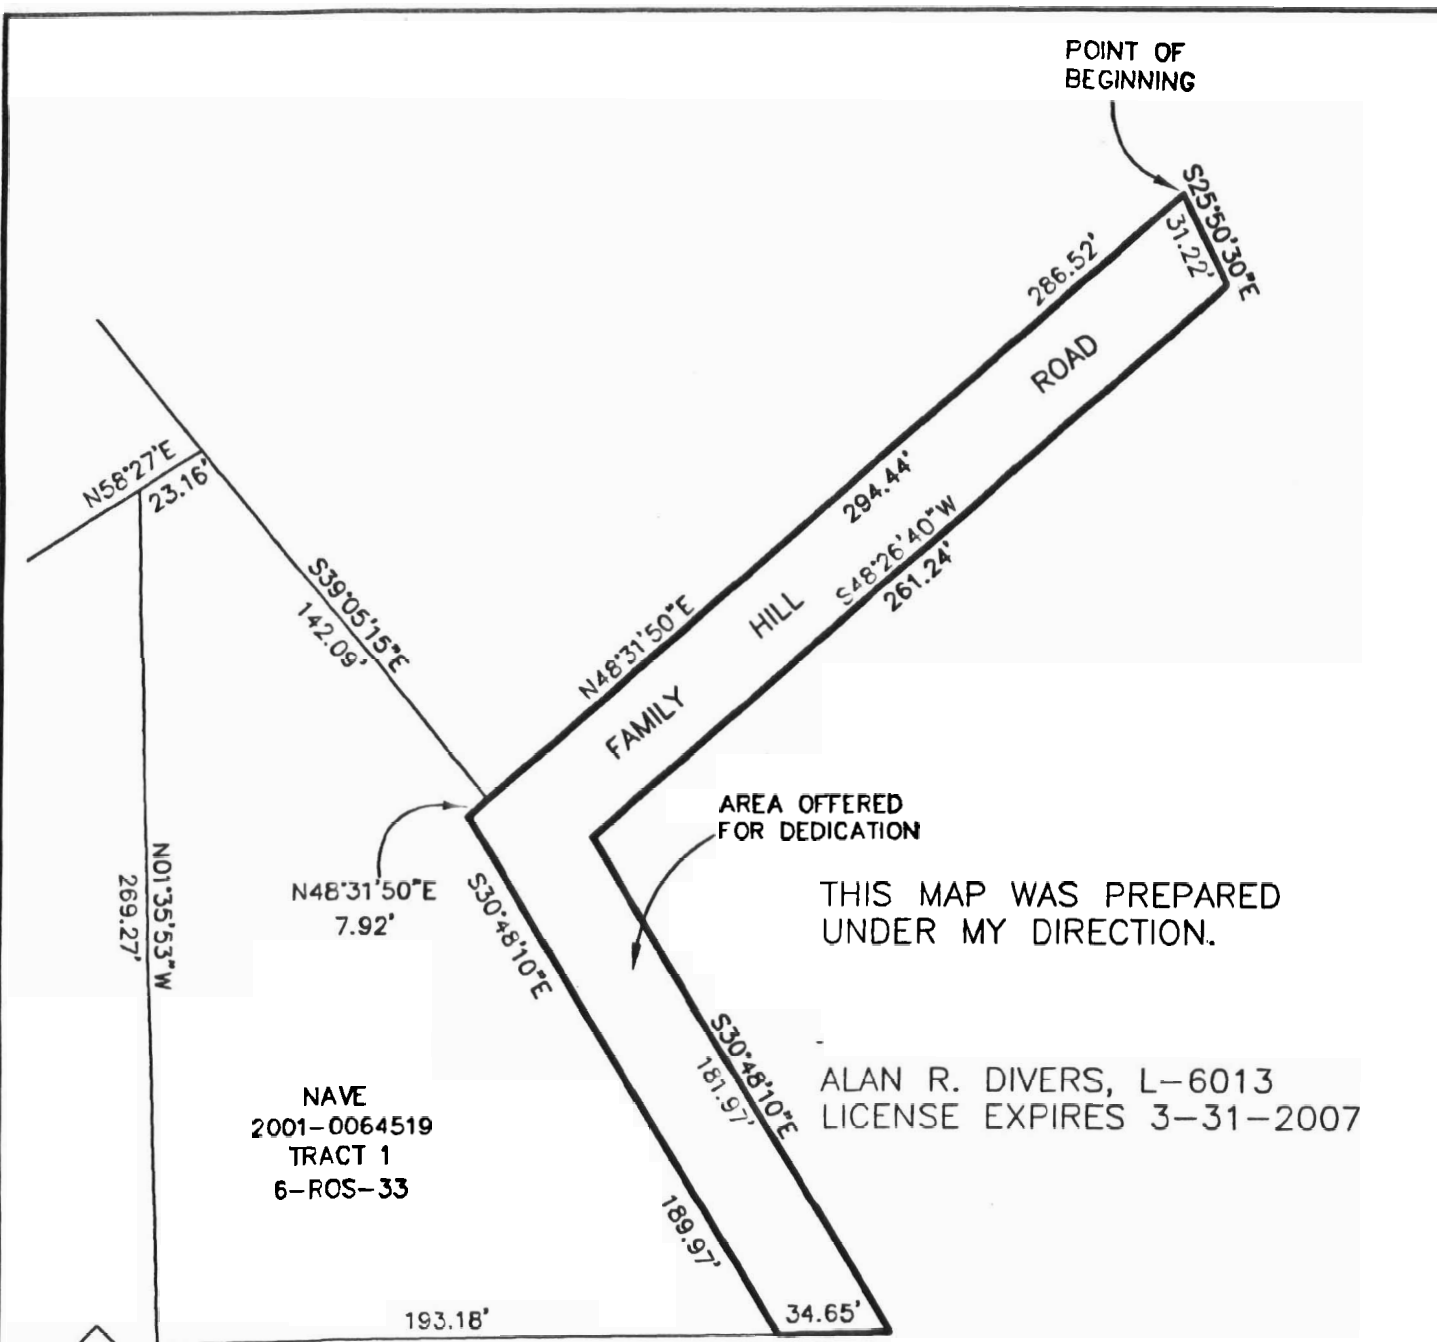 POINT OF
BEGINNING
S25°50'30"E
31.22'
286.52'
ROAD
294.44'
S48°26'40"W
261.24'
HILL
N48°31'50"E
FAMILY
N58°27'E
23.16'
S39°05'15"E
142.09'
AREA OFFERED
FOR DEDICATION
N48°31'50"E
7.92'
N01°35'53"W
269.27'
S30°48'10"E
189.97'
THIS MAP WAS PREPARED
UNDER MY DIRECTION.
S30°48'10"E
181.97'
ALAN R. DIVERS, L-6013
LICENSE EXPIRES 3-31-2007
NAVE
2001-0064519
TRACT 1
6-ROS-33
193.18'
34.65'